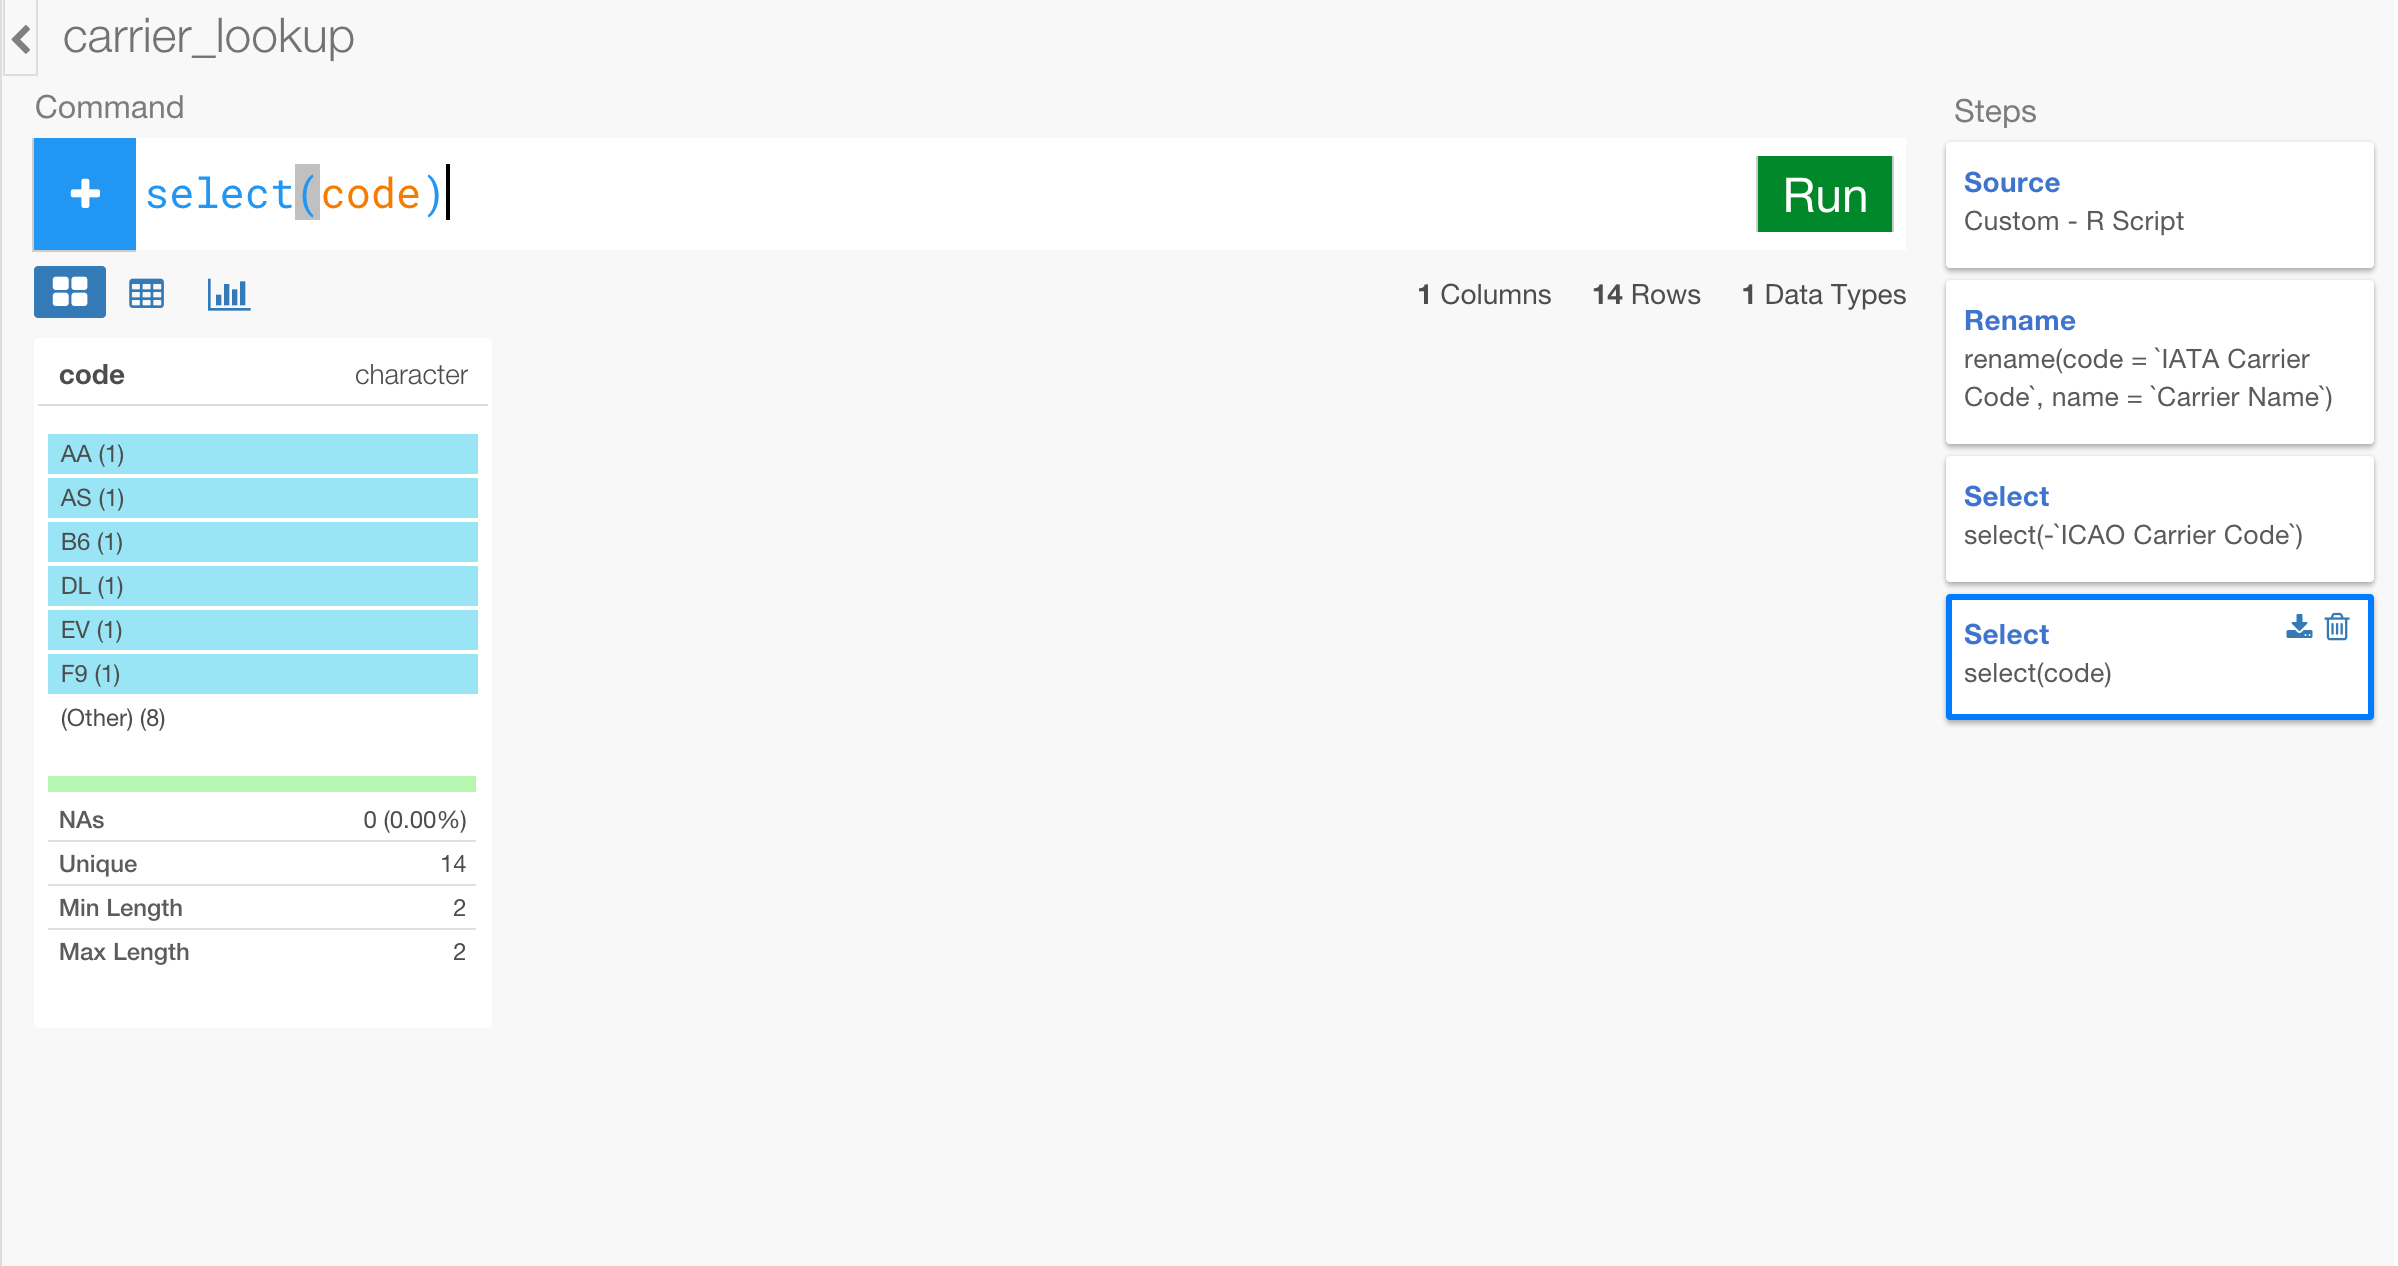 carrier_lookup
Command
+ select(code)
Run
1 Columns 14 Rows 1 Data Types
code character
AA (1)
AS (1)
B6 (1)
DL (1)
EV (1)
F9 (1)
(Other) (8)
NAs 0 (0.00%)
Unique 14
Min Length 2
Max Length 2
Steps
Source
Custom - R Script
Rename
rename(code = `IATA Carrier
Code`, name = `Carrier Name`)
Select
select(-`ICAO Carrier Code`)
Select
select(code)